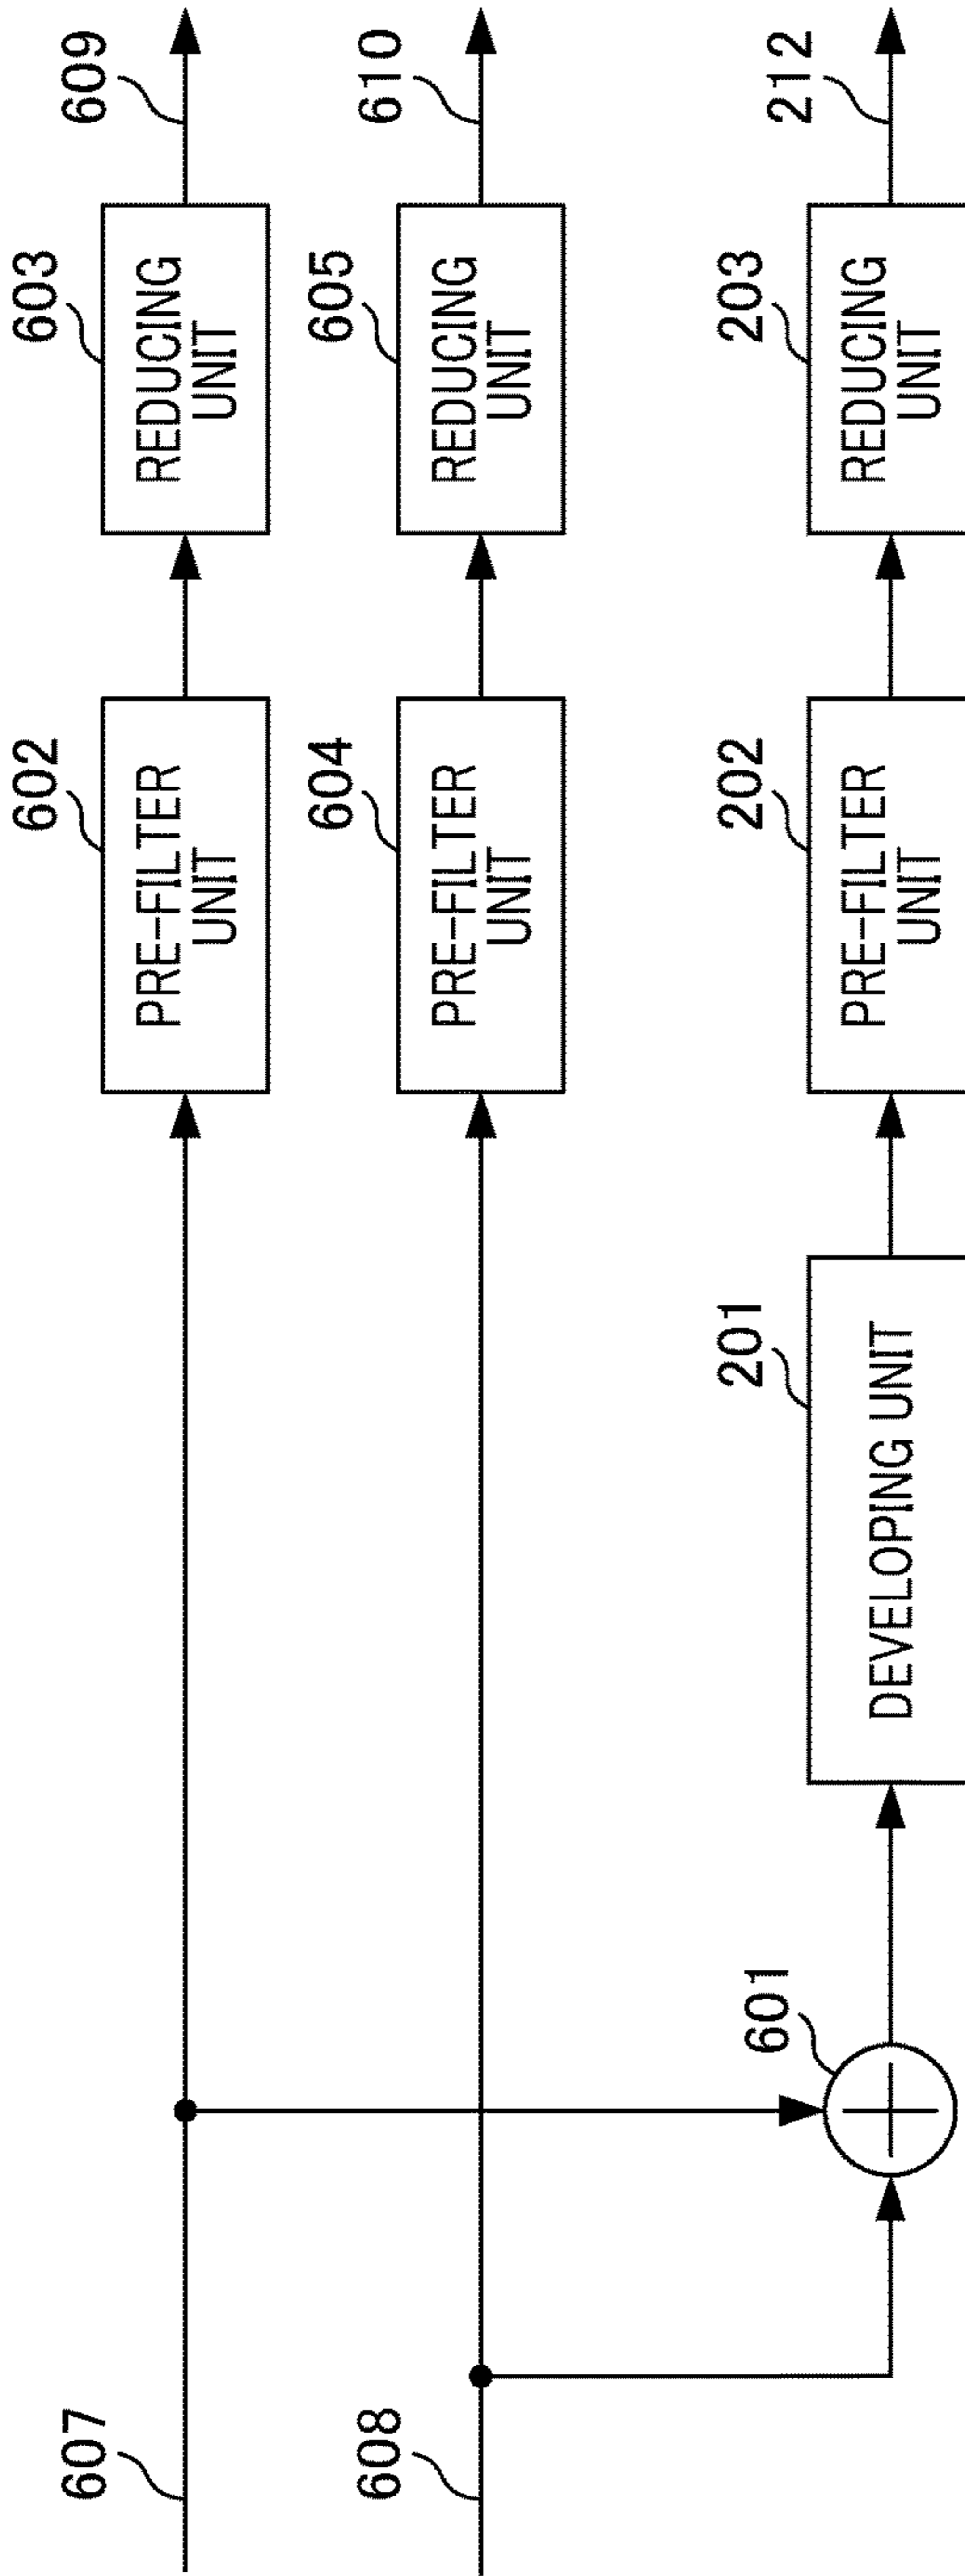 607
602
PRE-FILTER
UNIT
603
REDUCING
UNIT
609
608
604
PRE-FILTER
UNIT
605
REDUCING
UNIT
610
601
201
DEVELOPING UNIT
202
PRE-FILTER
UNIT
203
REDUCING
UNIT
212